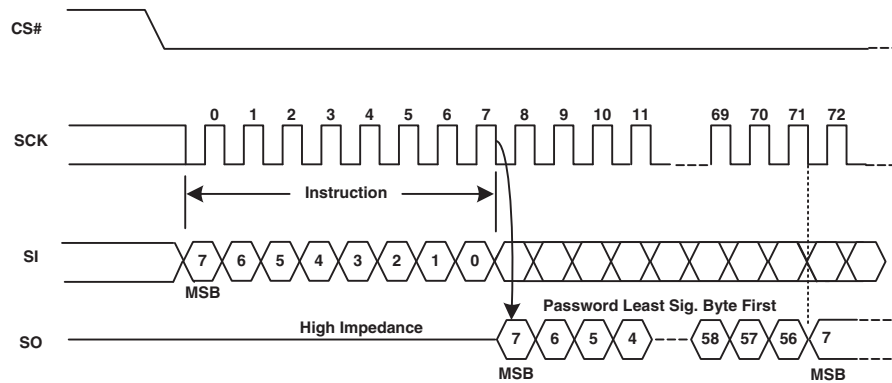 CS#
0 1 2 3 4 5 6 7 8 9 10 11 69 70 71 72
SCK
Instruction
SI
7 6 5 4 3 2 1 0
MSB
Password Least Sig. Byte First
High Impedance
SO
7 6 5 4 58 57 56 7
MSB MSB